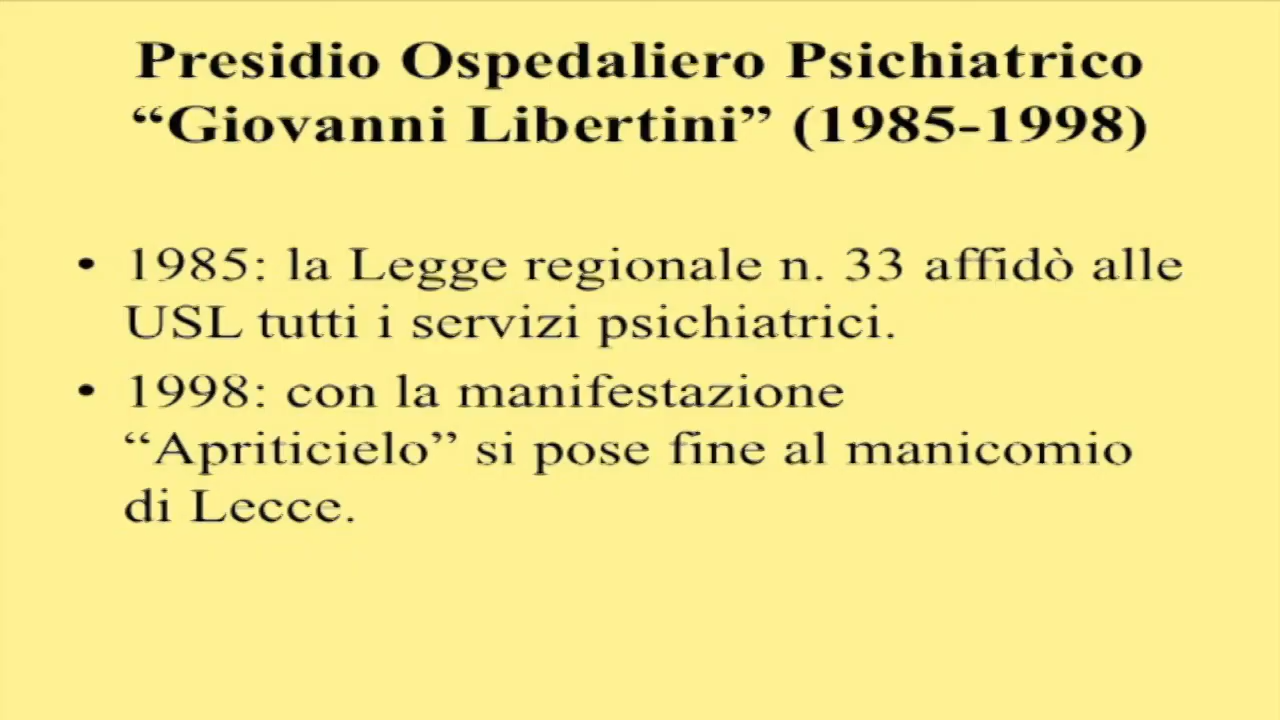 Presidio Ospedaliero Psichiatrico
“Giovanni Libertini” (1985-1998)
• 1985: la Legge regionale n. 33 affidò alle
USL tutti i servizi psichiatrici.
• 1998: con la manifestazione
“Apriticielo” si pose fine al manicomio
di Lecce.